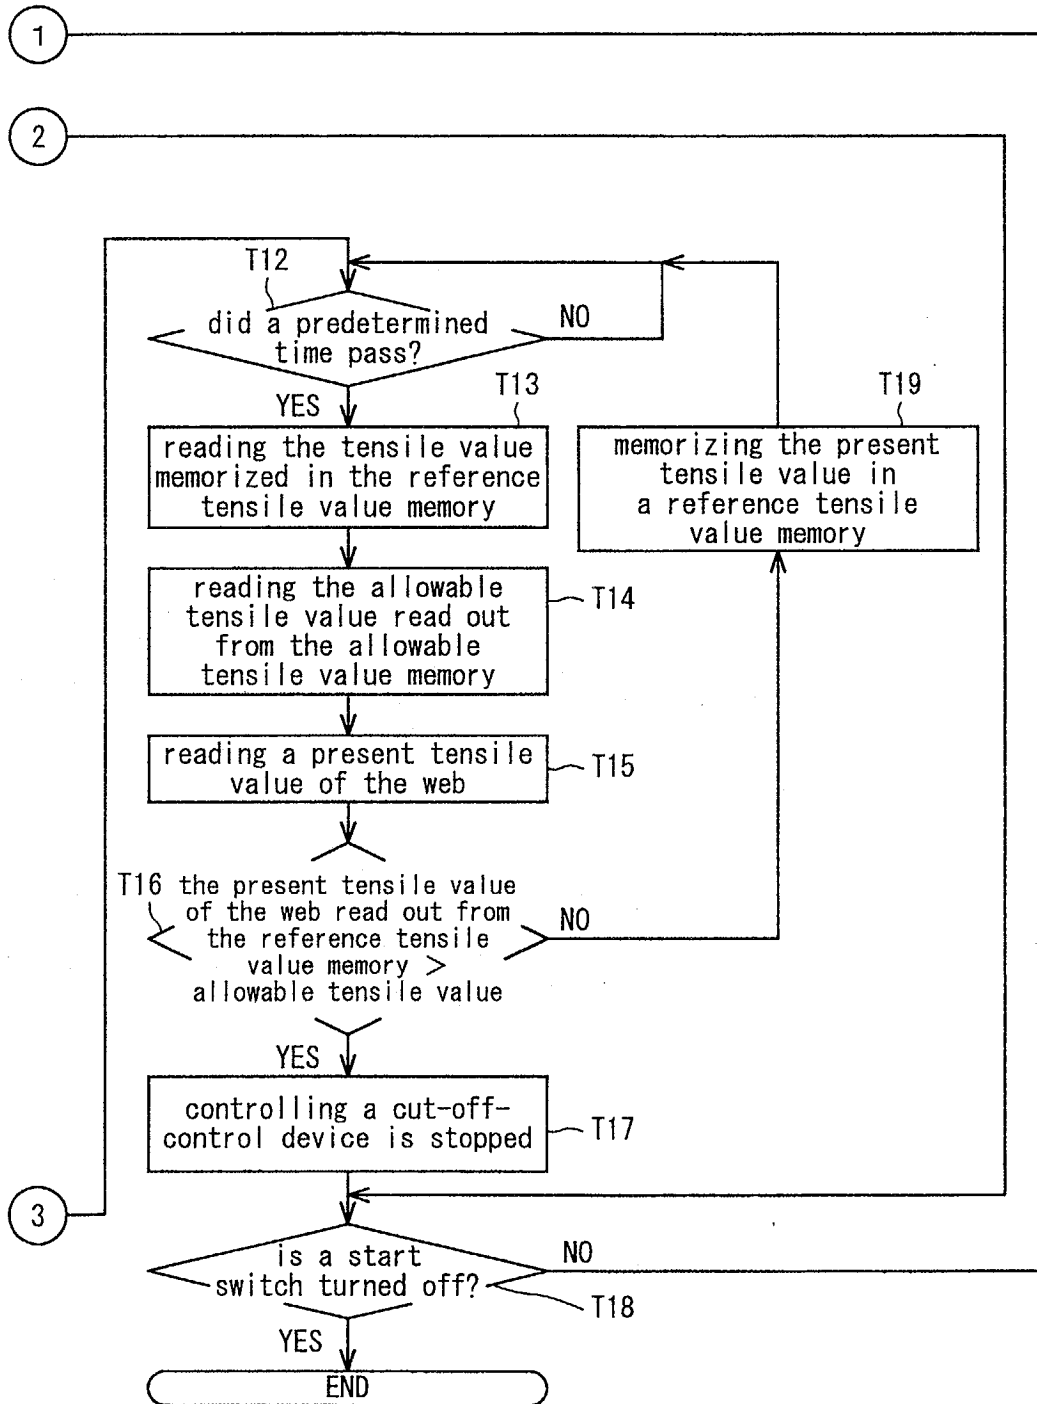 1
2
T12
did a predetermined
time pass?
NO
YES
T13
reading the tensile value
memorized in the reference
tensile value memory
T19
memorizing the present
tensile value in
a reference tensile
value memory
reading the allowable
tensile value read out
from the allowable
tensile value memory
T14
reading a present tensile
value of the web
T15
T16
the present tensile value
of the web read out from
the reference tensile
value memory >
allowable tensile value
NO
YES
controlling a cut-off-
control device is stopped
T17
3
is a start
switch turned off?
NO
T18
YES
END